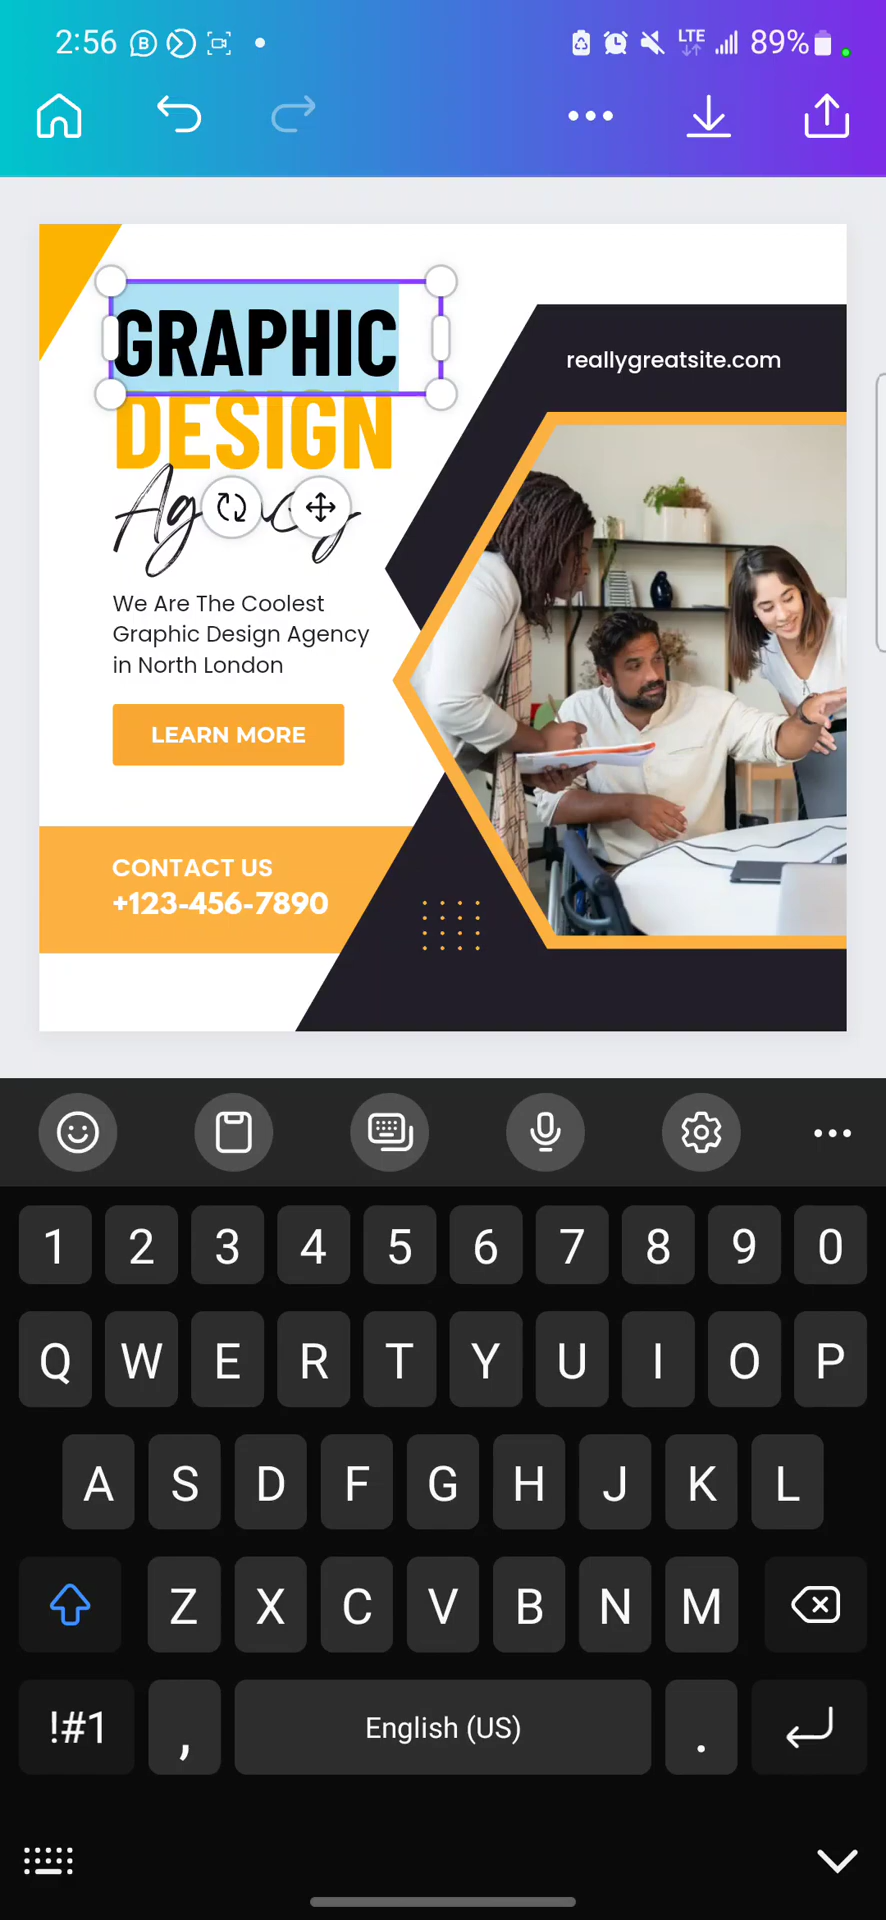 2:56
LTE
89%
GRAPHIC
DESIGN
Agency
reallygreatsite.com
We Are The Coolest
Graphic Design Agency
in North London
LEARN MORE
CONTACT US
+123-456-7890
1 2 3 4 5 6 7 8 9 0
Q W E R T Y U I O P
A S D F G H J K L
Z X C V B N M
!#1 , English (US) .